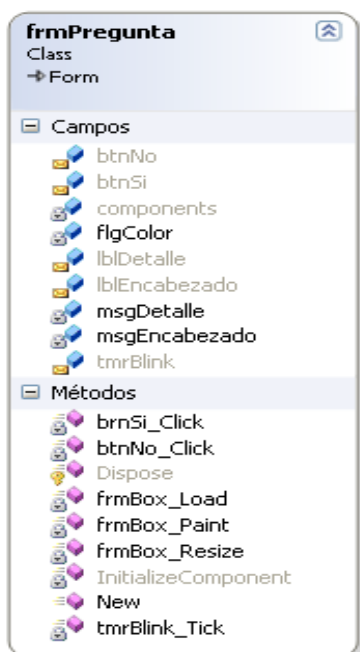 frmPregunta
Class
Form
Campos
btnNo
btnSi
components
flgColor
lblDetalle
lblEncabezado
msgDetalle
msgEncabezado
tmrBlink
Métodos
brnSi_Click
btnNo_Click
Dispose
frmBox_Load
frmBox_Paint
frmBox_Resize
InitializeComponent
New
tmrBlink_Tick